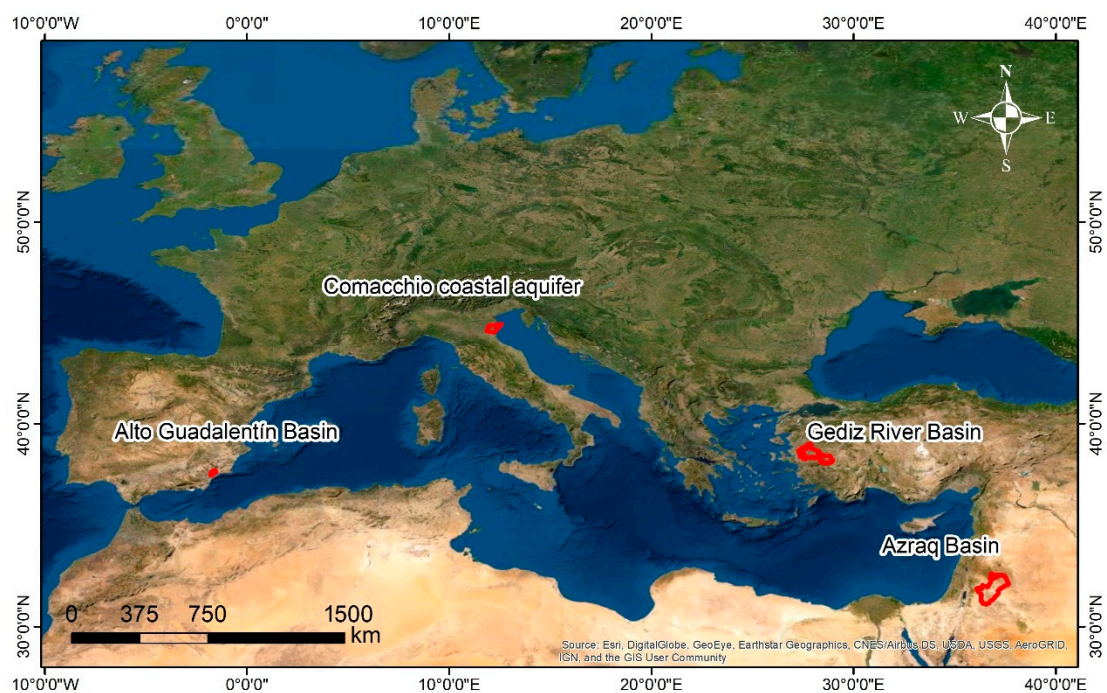 10°0'0"W 0°0'0" 10°0'0"E 20°0'0"E 30°0'0"E 40°0'0"E
N
W E
S
50°0'0"N 50°0'0"N
Comacchio coastal aquifer
40°0'0"N 40°0'0"N
Alto Guadalentín Basin Gediz River Basin
Azraq Basin
0 375 750 1500
km
30°0'0"N 30°0'0"N
Source: Esri, DigitalGlobe, GeoEye, Earthstar Geographics, CNES/Airbus DS, USDA, USGS, AeroGRID,
IGN, and the GIS User Community
10°0'0"W 0°0'0" 10°0'0"E 20°0'0"E 30°0'0"E 40°0'0"E